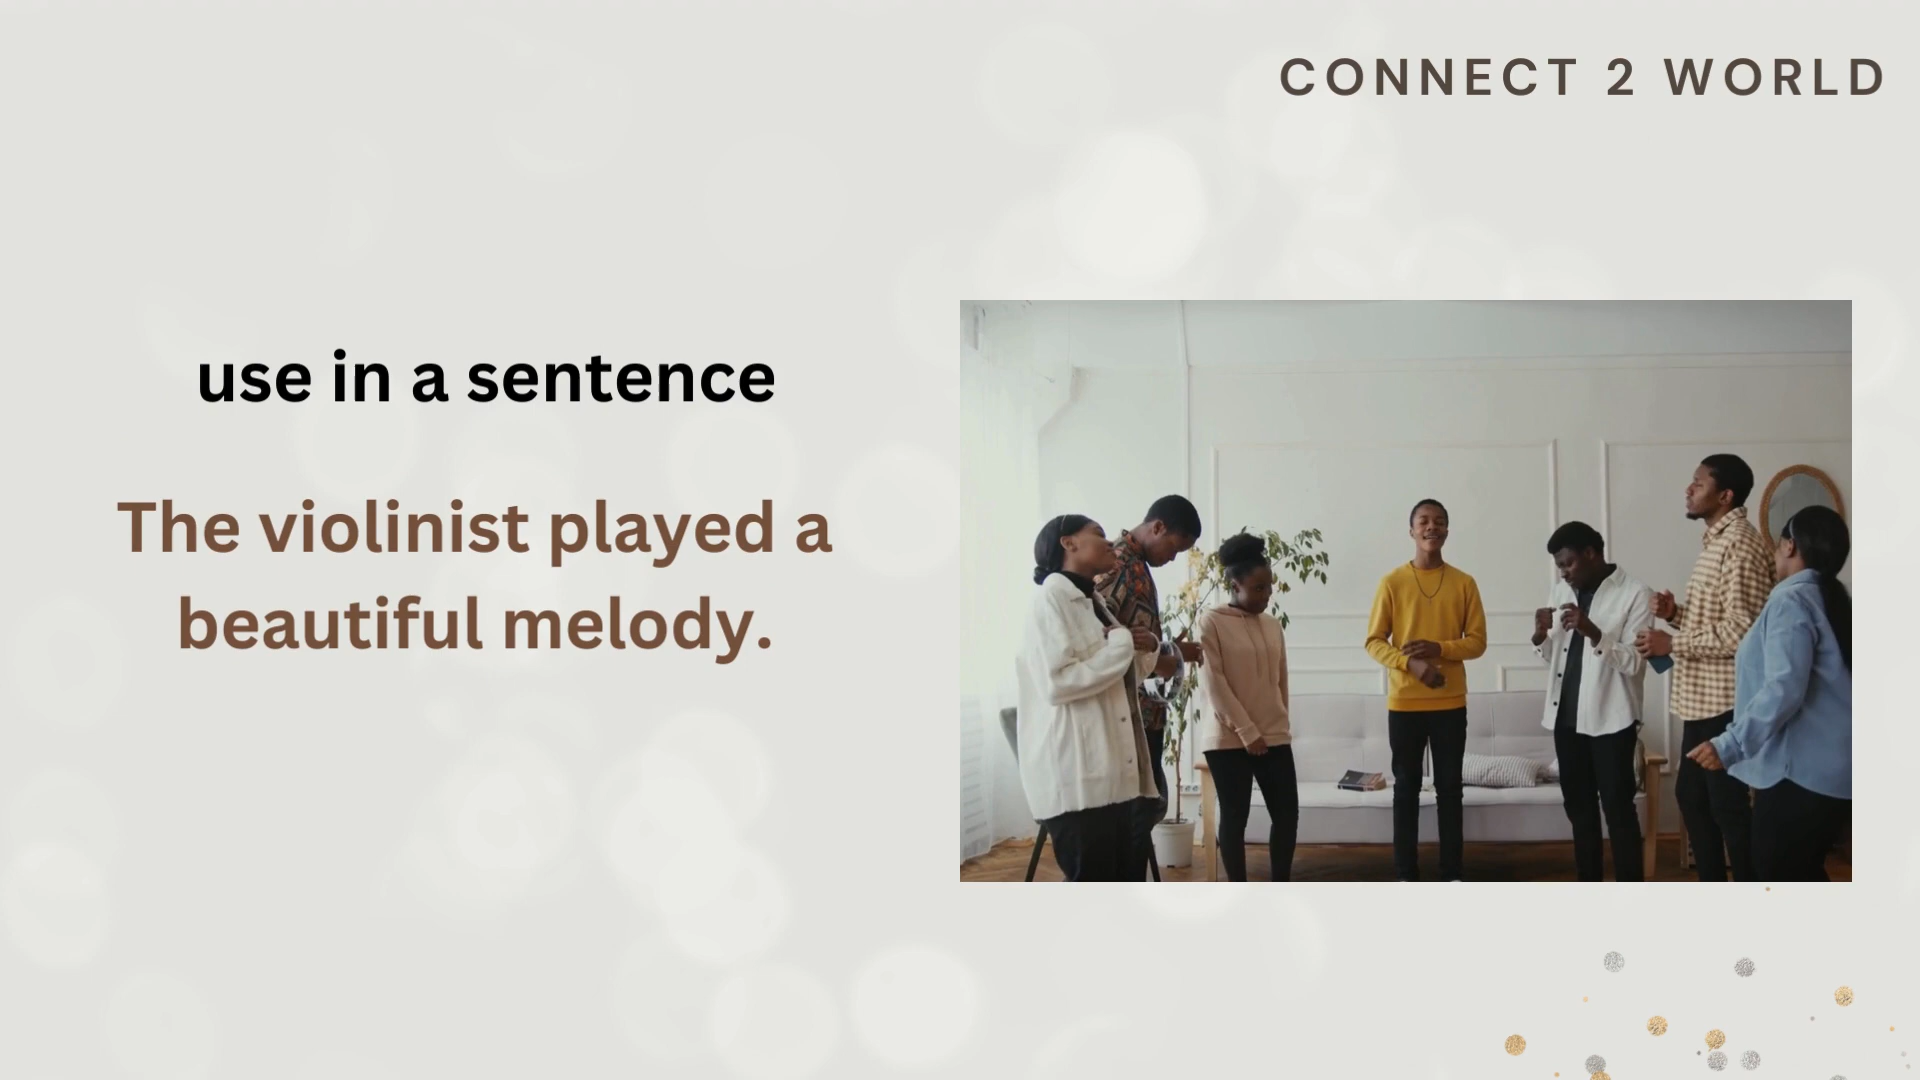 CONNECT 2 WORLD
use in a sentence
The violinist played a
beautiful melody.